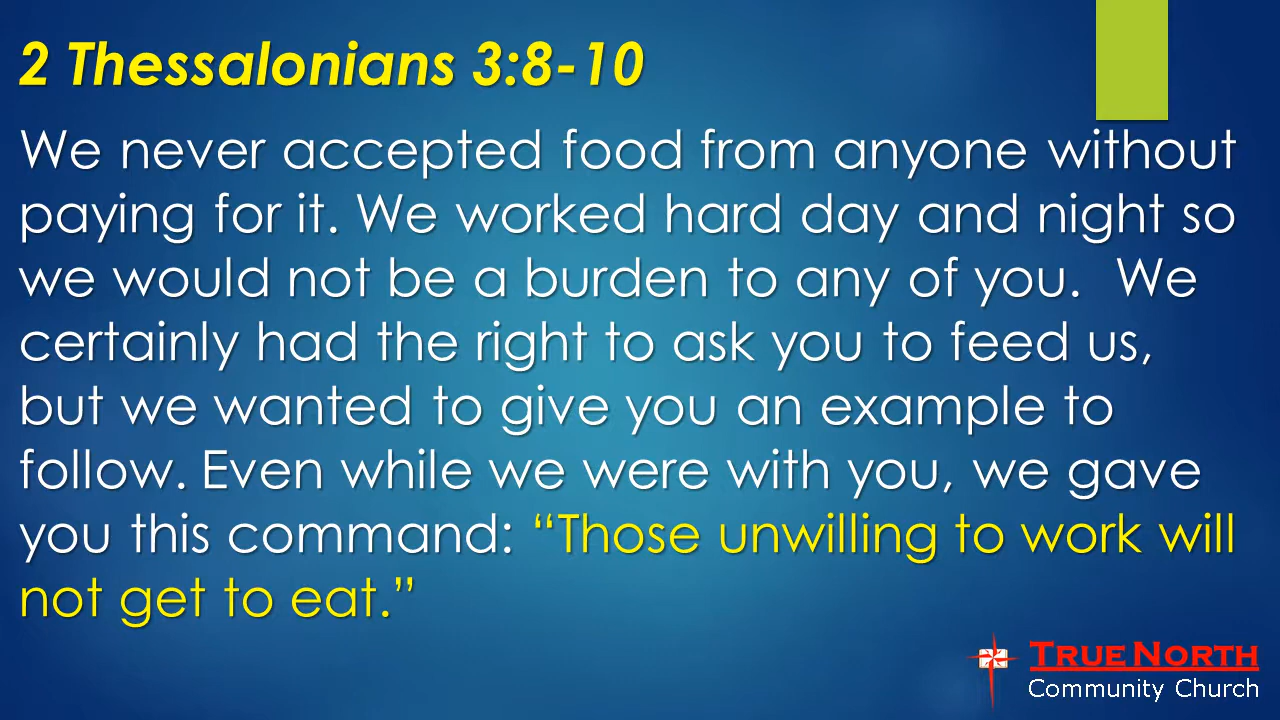 2 Thessalonians 3:8-10
We never accepted food from anyone without
paying for it. We worked hard day and night so
we would not be a burden to any of you.  We
certainly had the right to ask you to feed us,
but we wanted to give you an example to
follow. Even while we were with you, we gave
you this command: “Those unwilling to work will
not get to eat.”
TRUE NORTH
Community Church